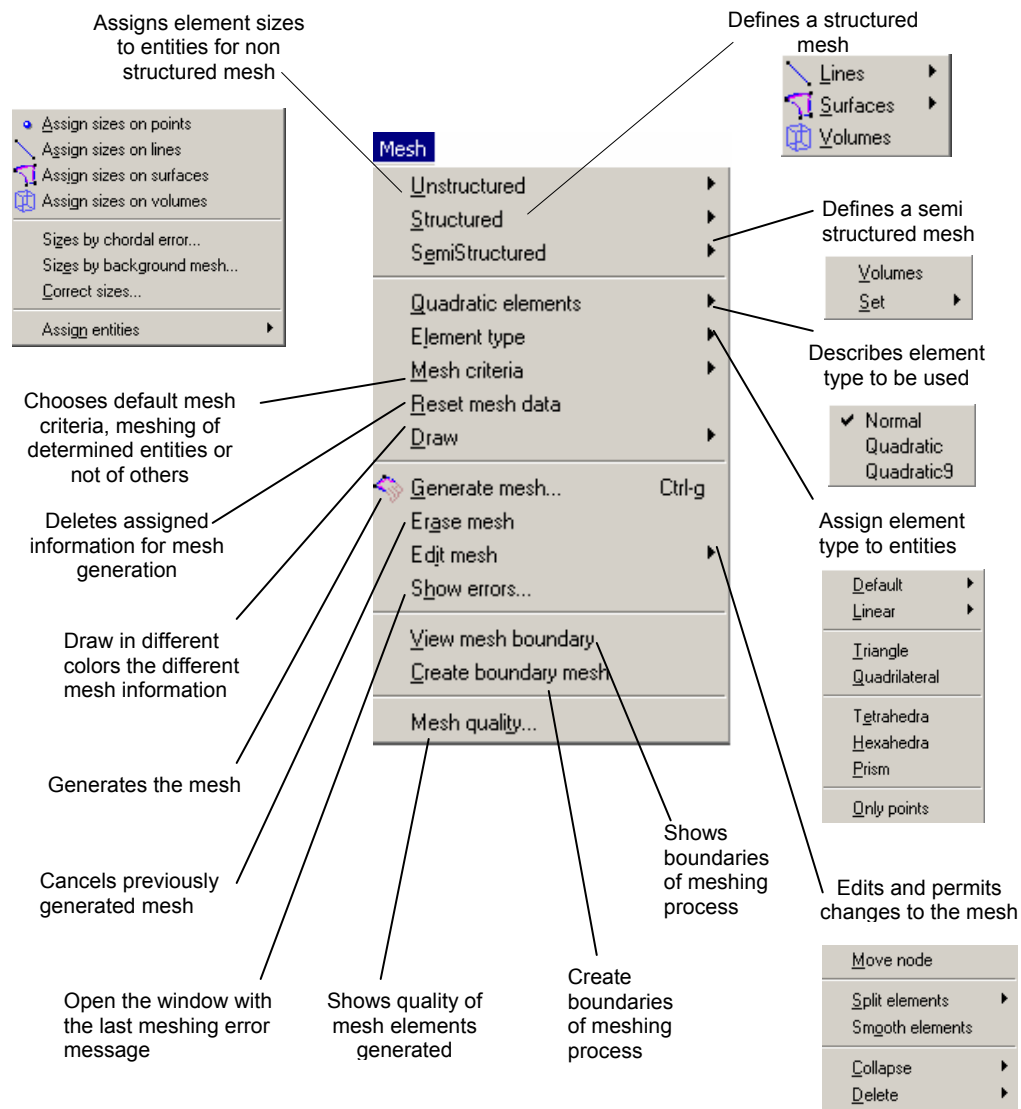 Assigns element sizes
to entities for non
structured mesh
Defines a structured
mesh
Lines
Surfaces
Volumes
Assign sizes on points
Assign sizes on lines
Assign sizes on surfaces
Assign sizes on volumes
Sizes by chordal error...
Sizes by background mesh...
Correct sizes...
Assign entities
Mesh
Unstructured
Structured
SemiStructured
Quadratic elements
Element type
Mesh criteria
Reset mesh data
Draw
Generate mesh... Ctrl-g
Erase mesh
Edit mesh
Show errors...
View mesh boundary
Create boundary mesh
Mesh quality...
Defines a semi
structured mesh
Volumes
Set
Describes element
type to be used
Normal
Quadratic
Quadratic9
Assign element
type to entities
Default
Linear
Triangle
Quadrilateral
Tetrahedra
Hexahedra
Prism
Only points
Chooses default mesh
criteria, meshing of
determined entities or
not of others
Deletes assigned
information for mesh
generation
Draw in different
colors the different
mesh information
Generates the mesh
Cancels previously
generated mesh
Open the window with
the last meshing error
message
Shows quality of
mesh elements
generated
Create
boundaries
of meshing
process
Shows
boundaries
of meshing
process
Edits and permits
changes to the mesh
Move node
Split elements
Smooth elements
Collapse
Delete